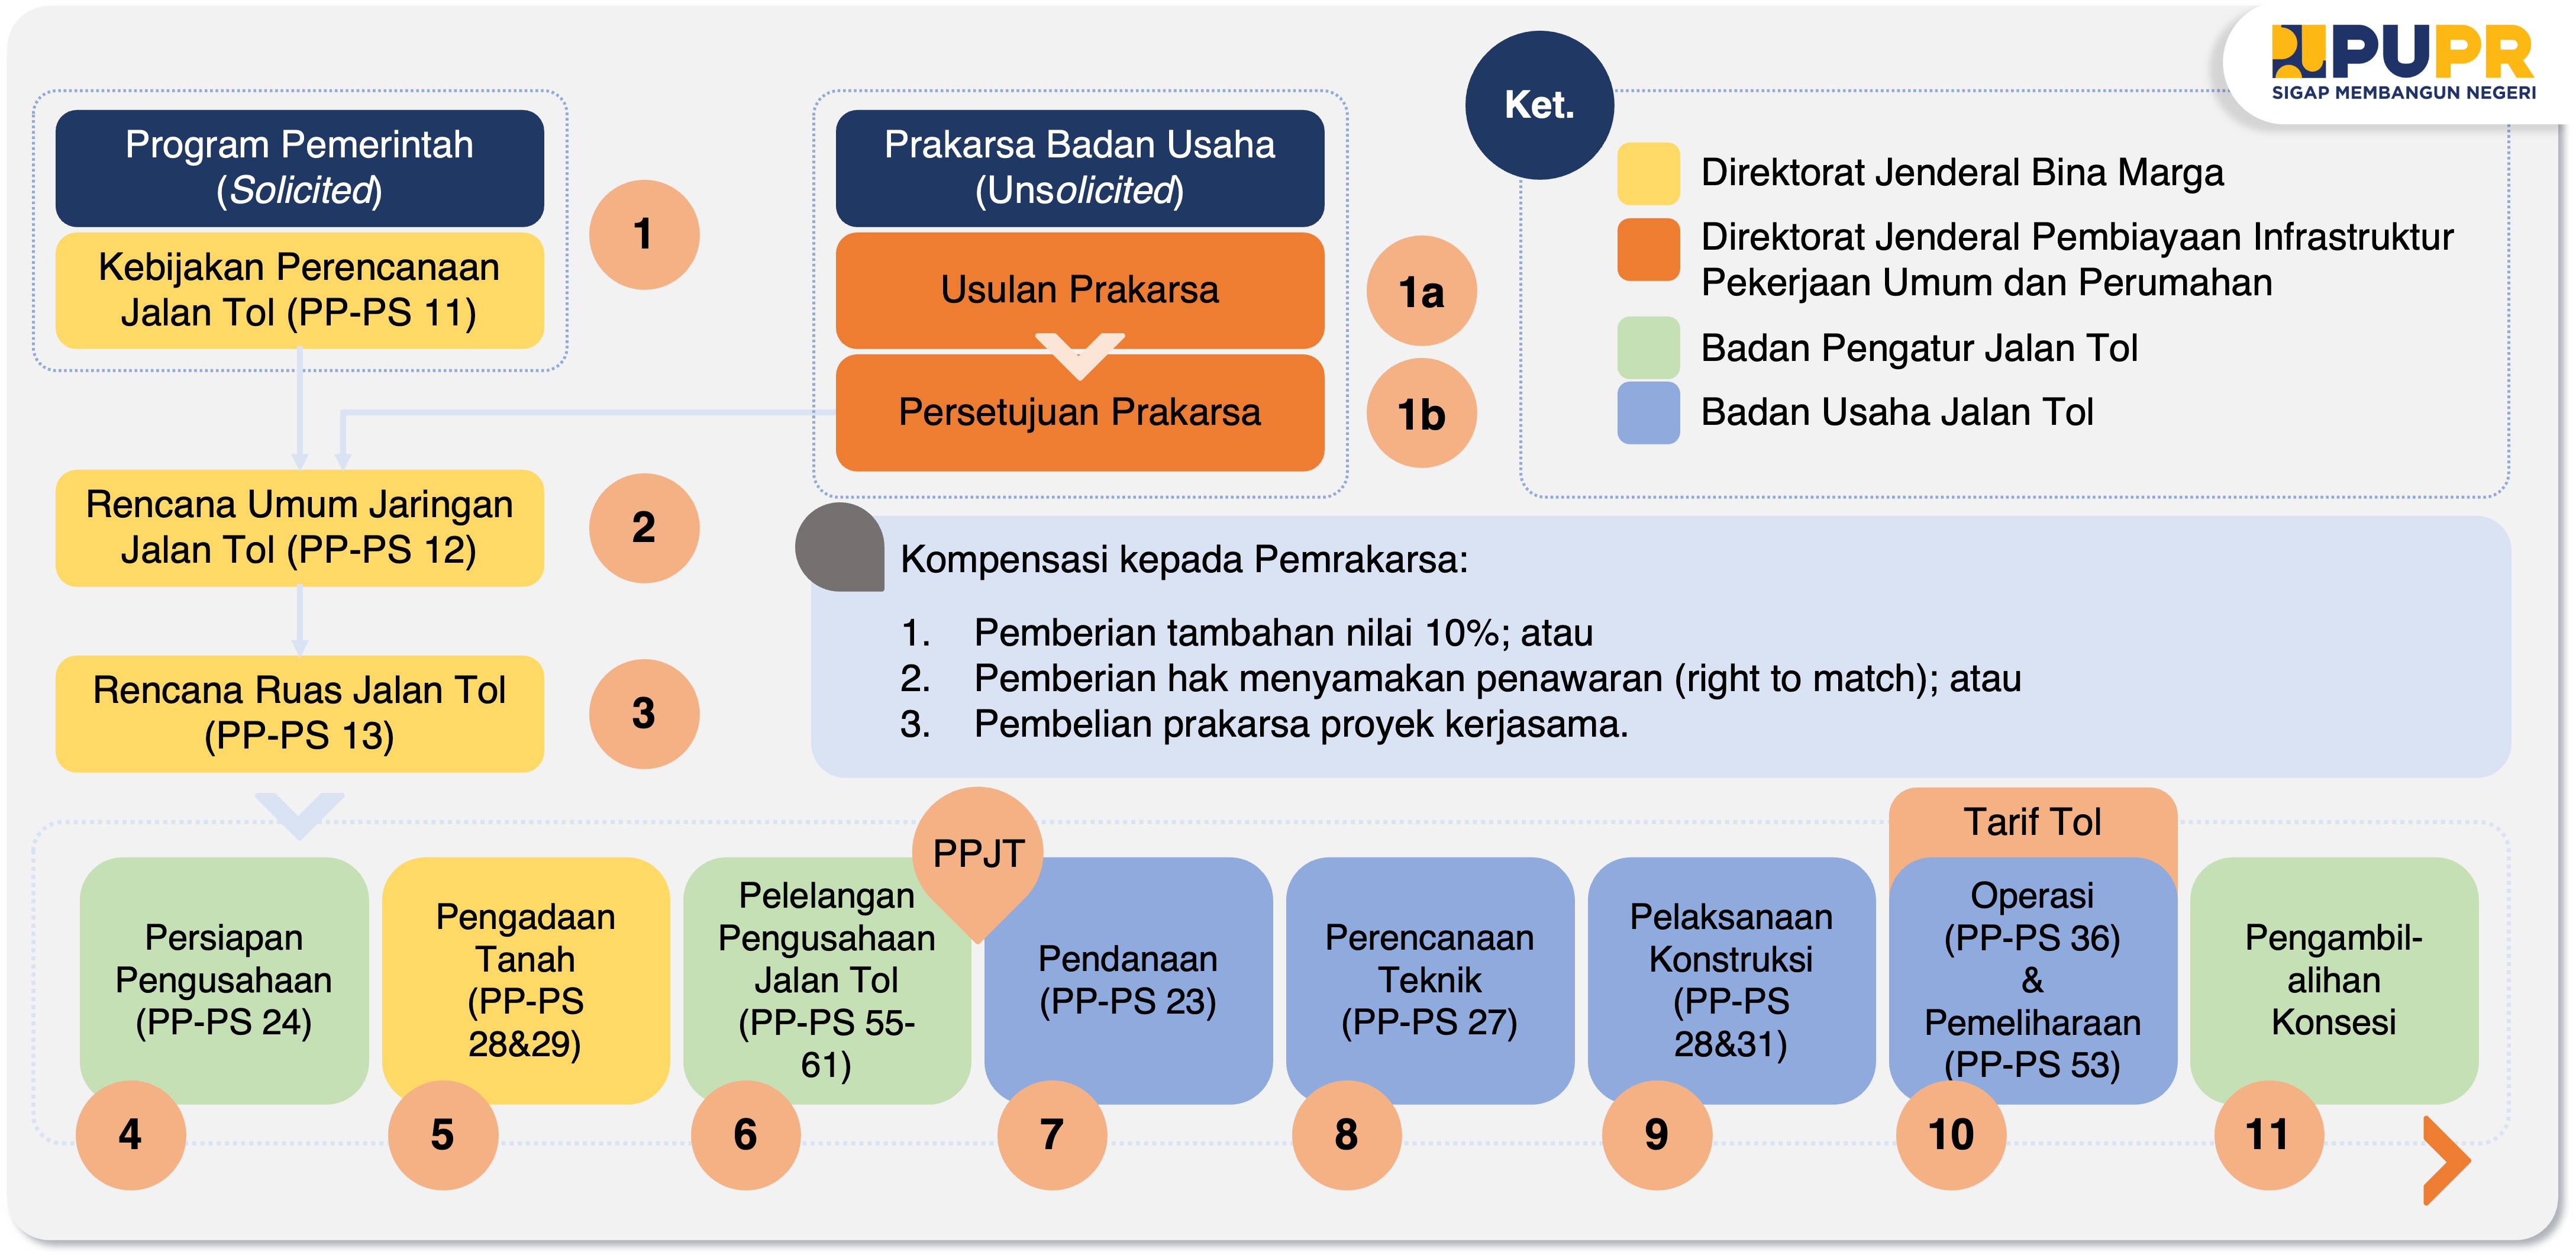 PUPR
SIGAP MEMBANGUN NEGERI
Program Pemerintah
(Solicited)
Kebijakan Perencanaan
Jalan Tol (PP-PS 11)
1
Prakarsa Badan Usaha
(Unsolicited)
Usulan Prakarsa
1a
Persetujuan Prakarsa
1b
Ket.
Direktorat Jenderal Bina Marga
Direktorat Jenderal Pembiayaan Infrastruktur
Pekerjaan Umum dan Perumahan
Badan Pengatur Jalan Tol
Badan Usaha Jalan Tol
Rencana Umum Jaringan
Jalan Tol (PP-PS 12)
2
Rencana Ruas Jalan Tol
(PP-PS 13)
3
Kompensasi kepada Pemrakarsa:
1. Pemberian tambahan nilai 10%; atau
2. Pemberian hak menyamakan penawaran (right to match); atau
3. Pembelian prakarsa proyek kerjasama.
Persiapan
Pengusahaan
(PP-PS 24)
4
Pengadaan
Tanah
(PP-PS
28&29)
5
Pelelangan
Pengusahaan
Jalan Tol
(PP-PS 55-
61)
6
PPJT
Pendanaan
(PP-PS 23)
7
Perencanaan
Teknik
(PP-PS 27)
8
Pelaksanaan
Konstruksi
(PP-PS
28&31)
9
Tarif Tol
Operasi
(PP-PS 36)
&
Pemeliharaan
(PP-PS 53)
10
Pengambil-
alihan
Konsesi
11